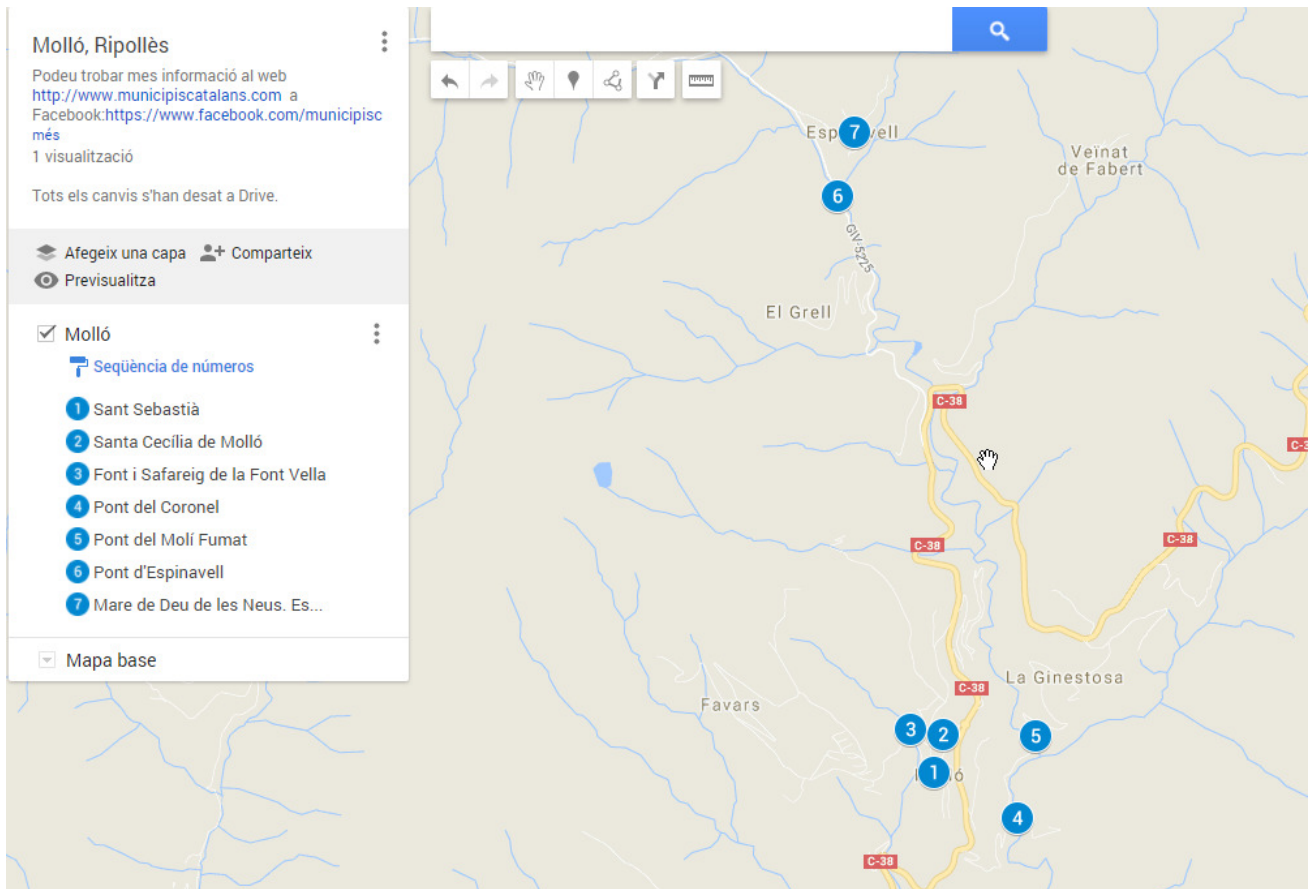 Molló, Ripollès
Podeu trobar mes informació al web
http://www.municipiscatalans.com a
Facebook:https://www.facebook.com/municipisc
més
1 visualització
Tots els canvis s'han desat a Drive.
Afegeix una capa Comparteix
Previsualitza
Molló
Seqüència de números
1 Sant Sebastià
2 Santa Cecília de Molló
3 Font i Safareig de la Font Vella
4 Pont del Coronel
5 Pont del Molí Fumat
6 Pont d'Espinavell
7 Mare de Deu de les Neus. Es...
Mapa base
7
Veïnat
de Fabert
6
GIV-5225
El Grell
C-38
C-38
C-38
La Ginestosa
C-38
Favars
3
2
5
1
4
C-38